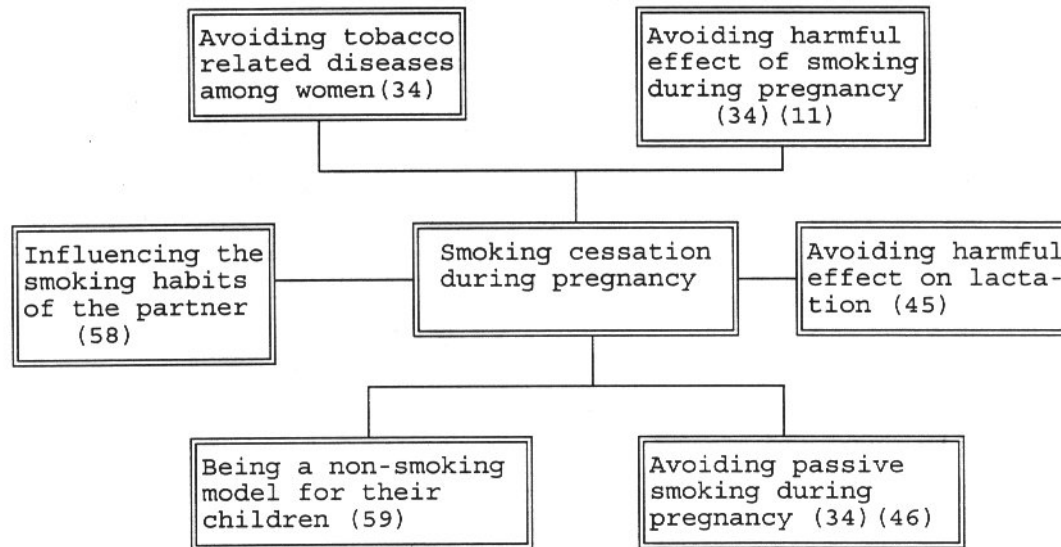 Avoiding tobacco
related diseases
among women(34)
Avoiding harmful
effect of smoking
during pregnancy
(34)(11)
Influencing the
smoking habits
of the partner
(58)
Smoking cessation
during pregnancy
Avoiding harmful
effect on lacta-
tion (45)
Being a non-smoking
model for their
children (59)
Avoiding passive
smoking during
pregnancy (34)(46)